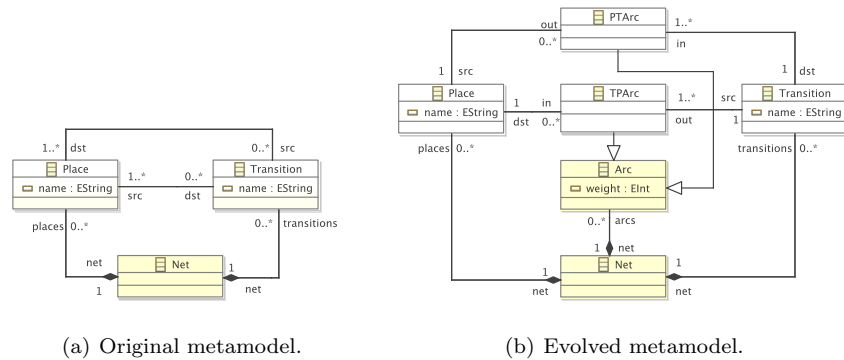 1..* dst
0..* src
Place
name : EString
1..* src
0..* dst
Transition
name : EString
places 0..*
0..* transitions
net 1
Net
1 net
(a) Original metamodel.
PTArc
out 0..*
1..* in
1 src
1 dst
Place
name : EString
1 dst
in 0..*
TPArc
1..* out
src 1
Transition
name : EString
places 0..*
transitions 0..*
Arc
weight : EInt
0..* arcs
1 net
Net
1 net
1 net
(b) Evolved metamodel.